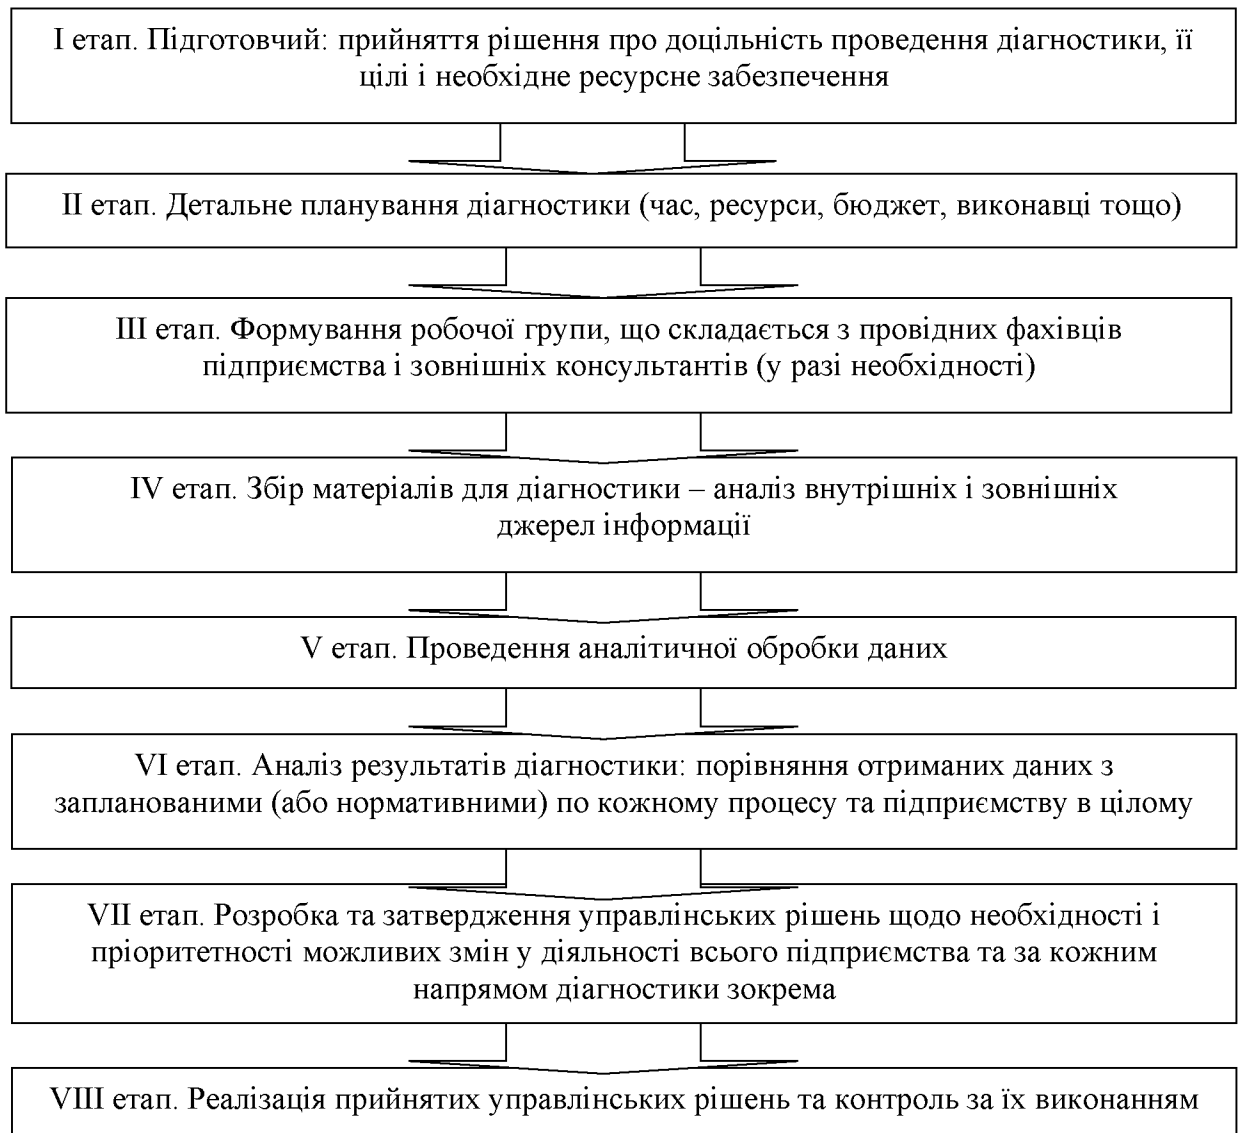 І етап. Підготовчий: прийняття рішення про доцільність проведення діагностики, її
цілі і необхідне ресурсне забезпечення
ІІ етап. Детальне планування діагностики (час, ресурси, бюджет, виконавці тощо)
ІІІ етап. Формування робочої групи, що складається з провідних фахівців
підприємства і зовнішніх консультантів (у разі необхідності)
IV етап. Збір матеріалів для діагностики – аналіз внутрішніх і зовнішніх
джерел інформації
V етап. Проведення аналітичної обробки даних
VI етап. Аналіз результатів діагностики: порівняння отриманих даних з
запланованими (або нормативними) по кожному процесу та підприємству в цілому
VII етап. Розробка та затвердження управлінських рішень щодо необхідності і
пріоритетності можливих змін у діяльності всього підприємства та за кожним
напрямом діагностики зокрема
VIII етап. Реалізація прийнятих управлінських рішень та контроль за їх виконанням